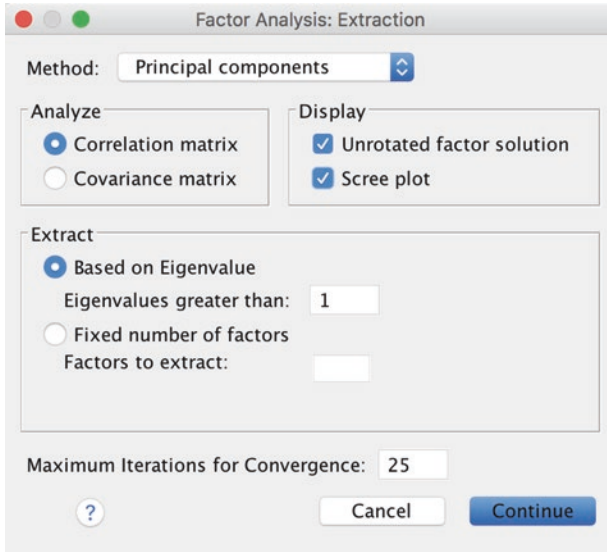 Factor Analysis: Extraction
Method: Principal components
Analyze
Correlation matrix
Covariance matrix
Display
Unrotated factor solution
Scree plot
Extract
Based on Eigenvalue
Eigenvalues greater than: 1
Fixed number of factors
Factors to extract:
Maximum Iterations for Convergence: 25
?
Cancel
Continue